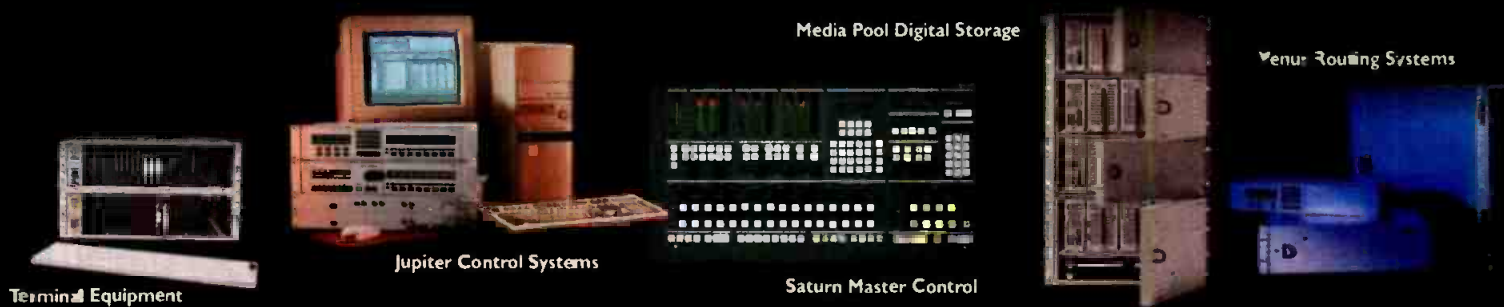 Media Pool Digital Storage
Venus Routing Systems
Jupiter Control Systems
Saturn Master Control
Terminal Equipment